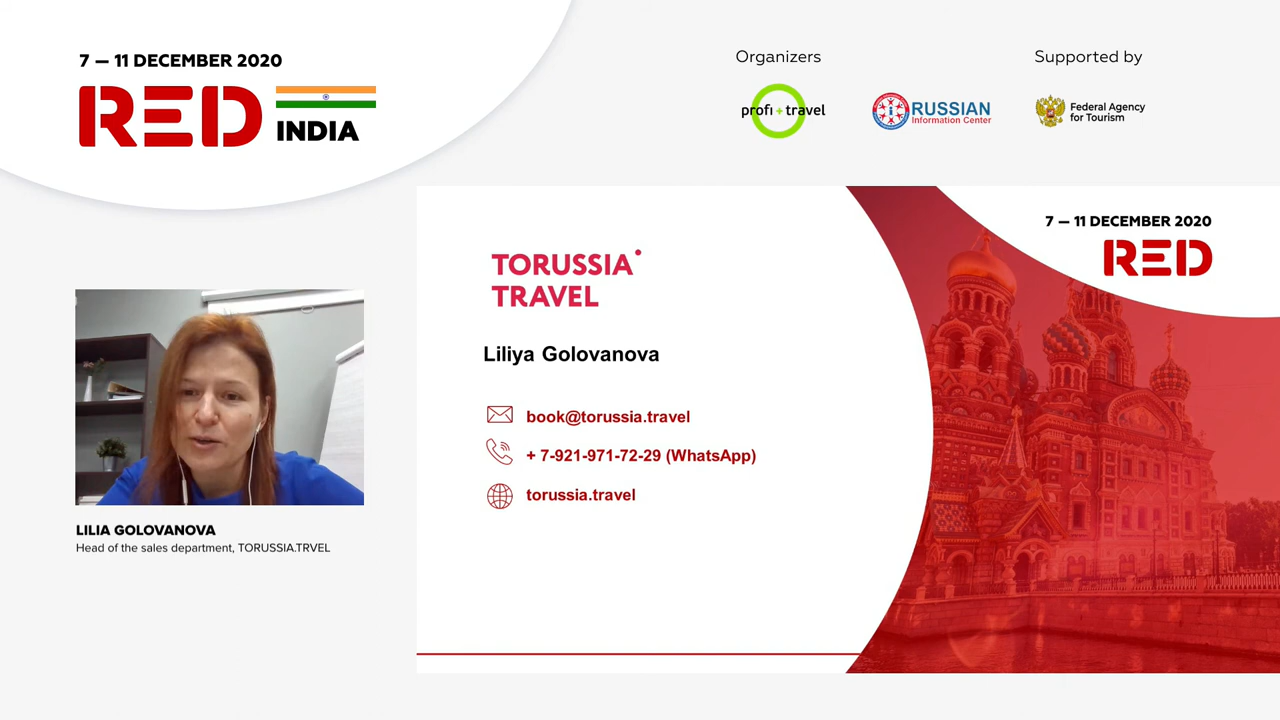 7 — 11 DECEMBER 2020
RED
INDIA
Organizers
Supported by
profi + travel
RUSSIAN
Information Center
Federal Agency
for Tourism
7 — 11 DECEMBER 2020
RED
TORUSSIA
TRAVEL
Liliya Golovanova
book@torussia.travel
+ 7-921-971-72-29 (WhatsApp)
torussia.travel
LILIA GOLOVANOVA
Head of the sales department, TORUSSIA.TRVEL